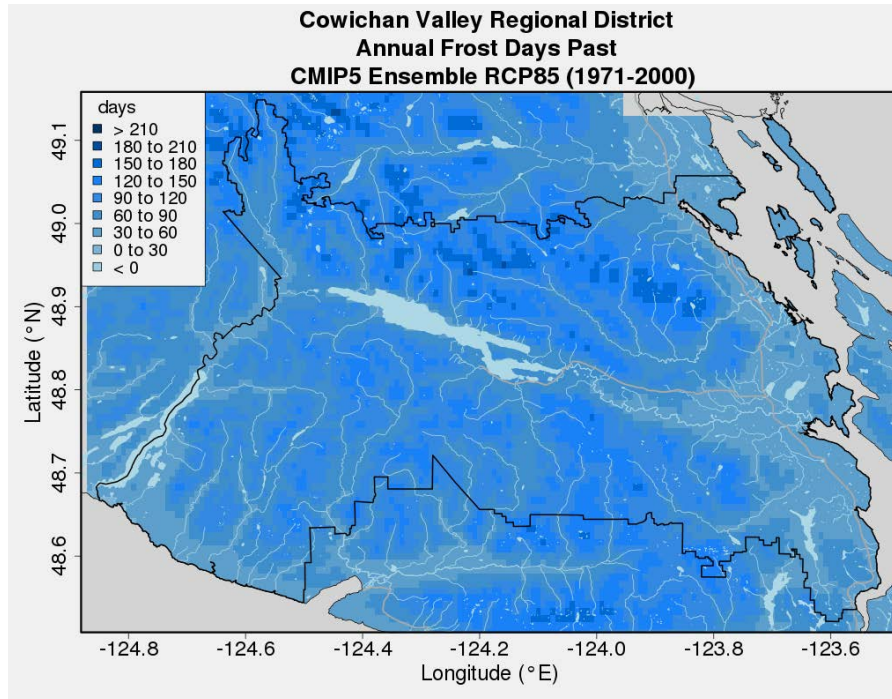 Cowichan Valley Regional District
Annual Frost Days Past
CMIP5 Ensemble RCP85 (1971-2000)
days
> 210
180 to 210
150 to 180
120 to 150
90 to 120
60 to 90
30 to 60
0 to 30
< 0
Latitude (°N)
49.1
49.0
48.9
48.8
48.7
48.6
-124.8
-124.6
-124.4
-124.2
-124.0
-123.8
-123.6
Longitude (°E)